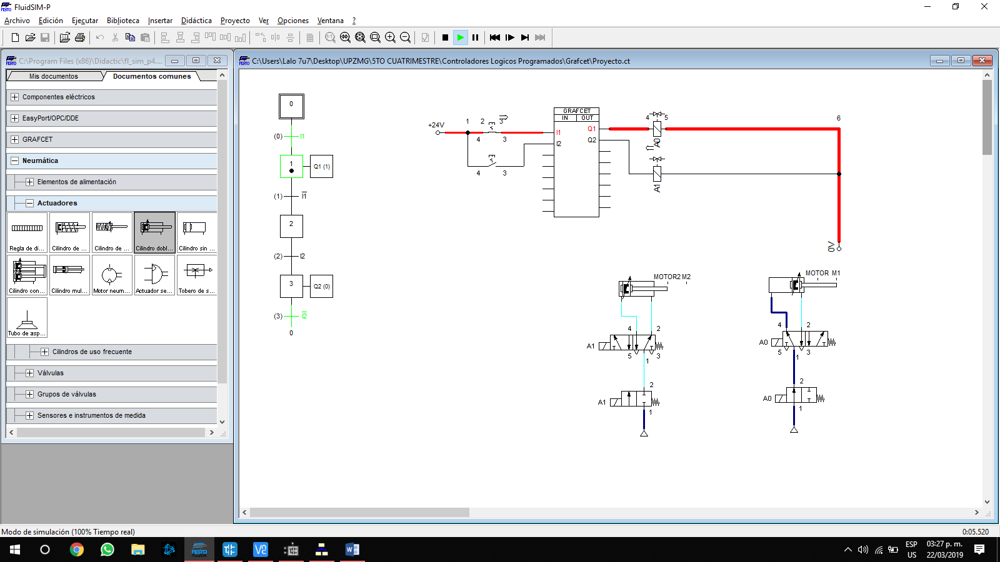 FluidSIM-P
Archivo Edición Ejecutar Biblioteca Insertar Didáctica Proyecto Ver Opciones Ventana ?
C:\Program Files (x86)\Didactic\fl_sim_p4....
Mis documentos Documentos comunes
Componentes eléctricos
EasyPort/OPC/DDE
GRAFCET
Neumática
Elementos de alimentación
Actuadores
Regla de di... Cilindro de ... Cilindro de ... Cilindro dobl... Cilindro sin ...
Cilindro con... Cilindro mul... Motor neum... Actuador se... Tobero de s...
Tubo de asp...
Cilindros de uso frecuente
Válvulas
Grupos de válvulas
Sensores e instrumentos de medida
C:\Users\Lalo 7u7\Desktop\UPZMG\5TO CUATRIMESTRE\Controladores Logicos Programados\Grafcet\Proyecto.ct
0
(0) I1
1 Q1 (1)
(1) I1
2
(2) I2
3 Q2 (0)
(3) I2
0
+24V 1 2 3
4 3
4 3
GRAFCET
IN OUT
I1 Q1
I2 Q2
4 5 6
A0
A1
0V
MOTOR2 M2
4 2
A1
5 1 3
2
A1
1
MOTOR M1
4 2
A0
5 1 3
2
A0
1
Modo de simulación (100% Tiempo real) 0:05.520
FESTO
ESP
US
03:27 p. m.
22/03/2019